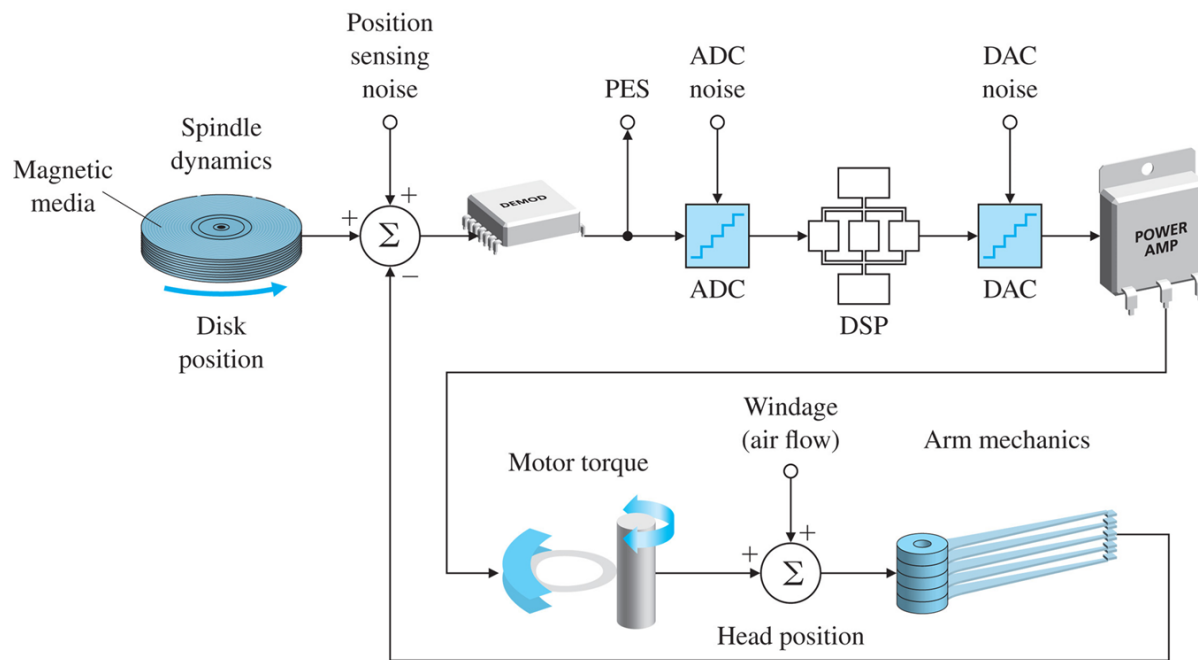 Position
sensing
noise
PES
ADC
noise
DAC
noise
Spindle
dynamics
Magnetic
media
+
+
Σ
−
DEMOD
ADC
DSP
DAC
POWER
AMP
Disk
position
Windage
(air flow)
Motor torque
Arm mechanics
+
+
Σ
Head position